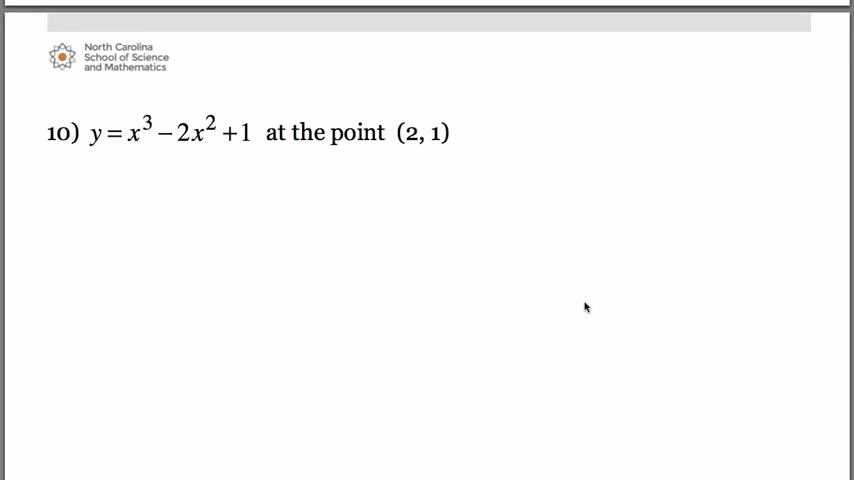 North Carolina
School of Science
and Mathematics
10) y = x³ − 2x² + 1 at the point (2, 1)